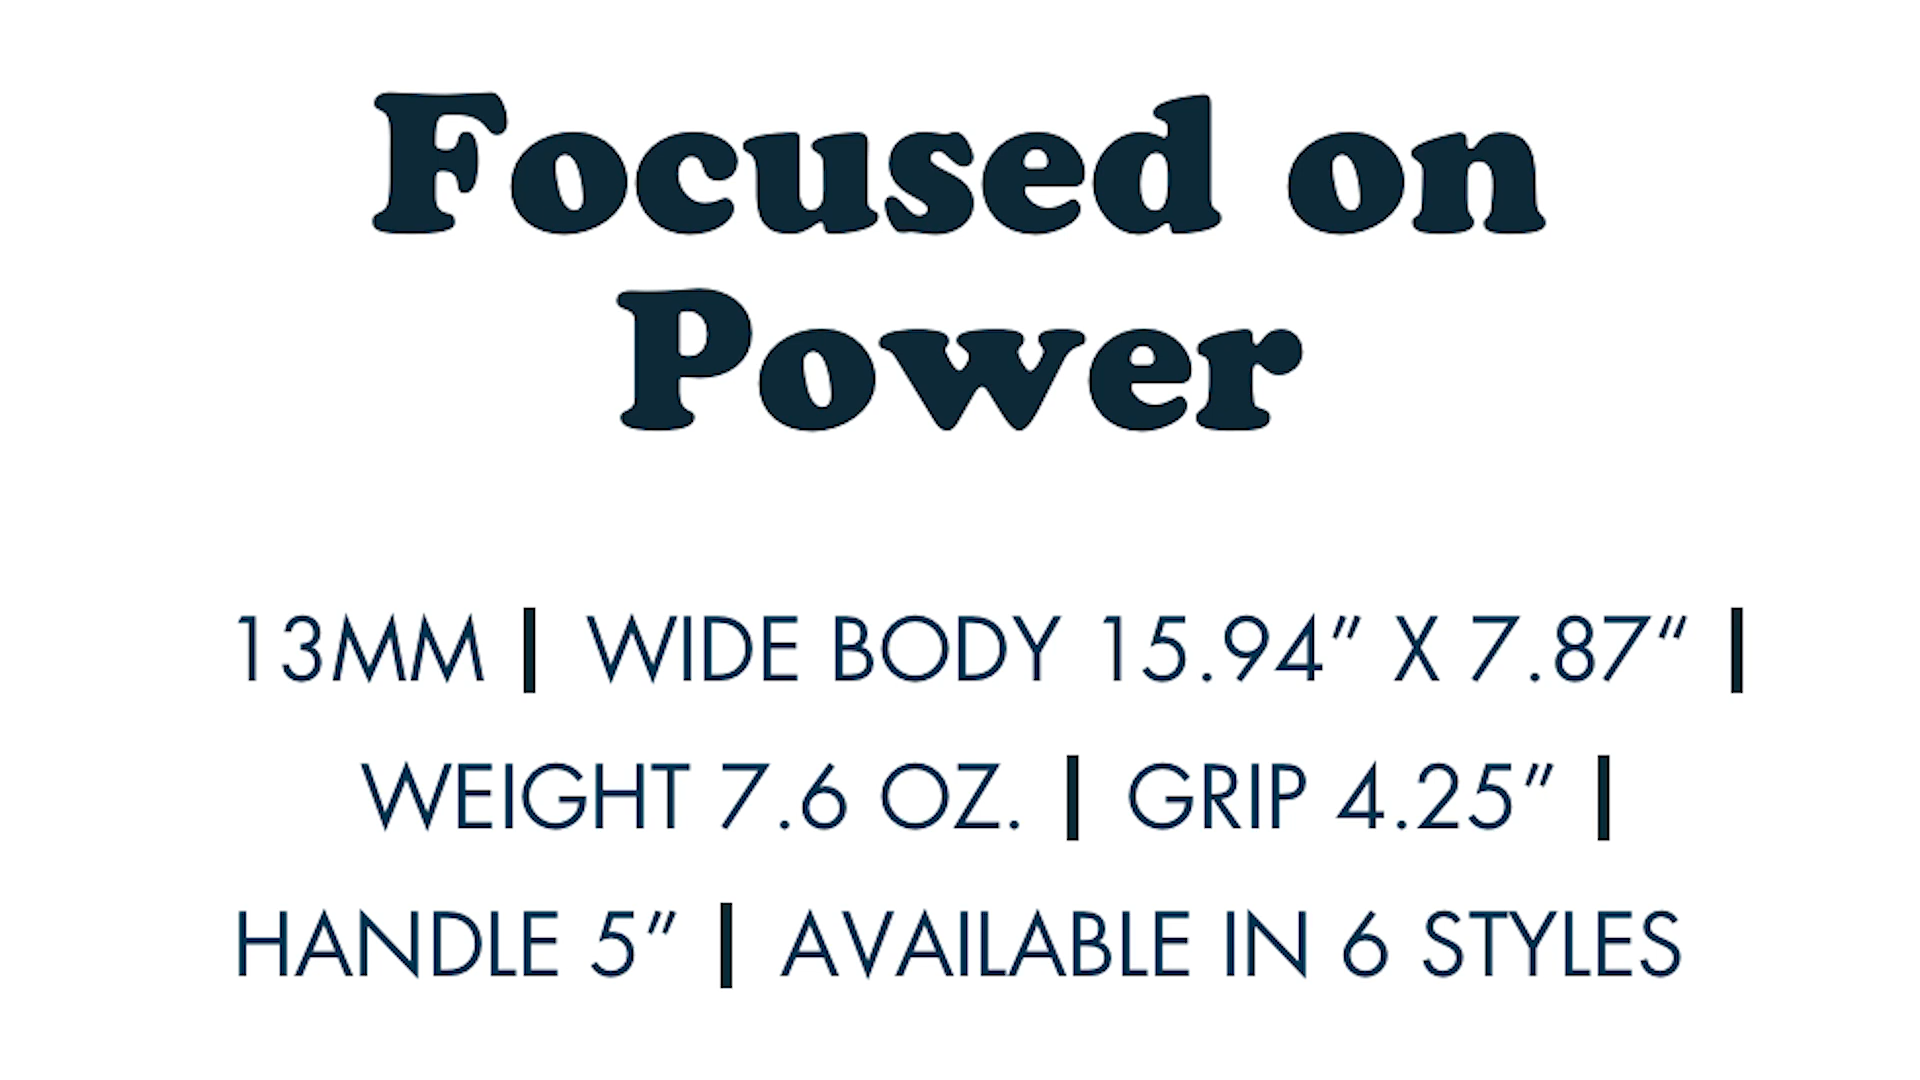 Focused on
Power
13MM | WIDE BODY 15.94” X 7.87“ |
WEIGHT 7.6 OZ. | GRIP 4.25” |
HANDLE 5” | AVAILABLE IN 6 STYLES